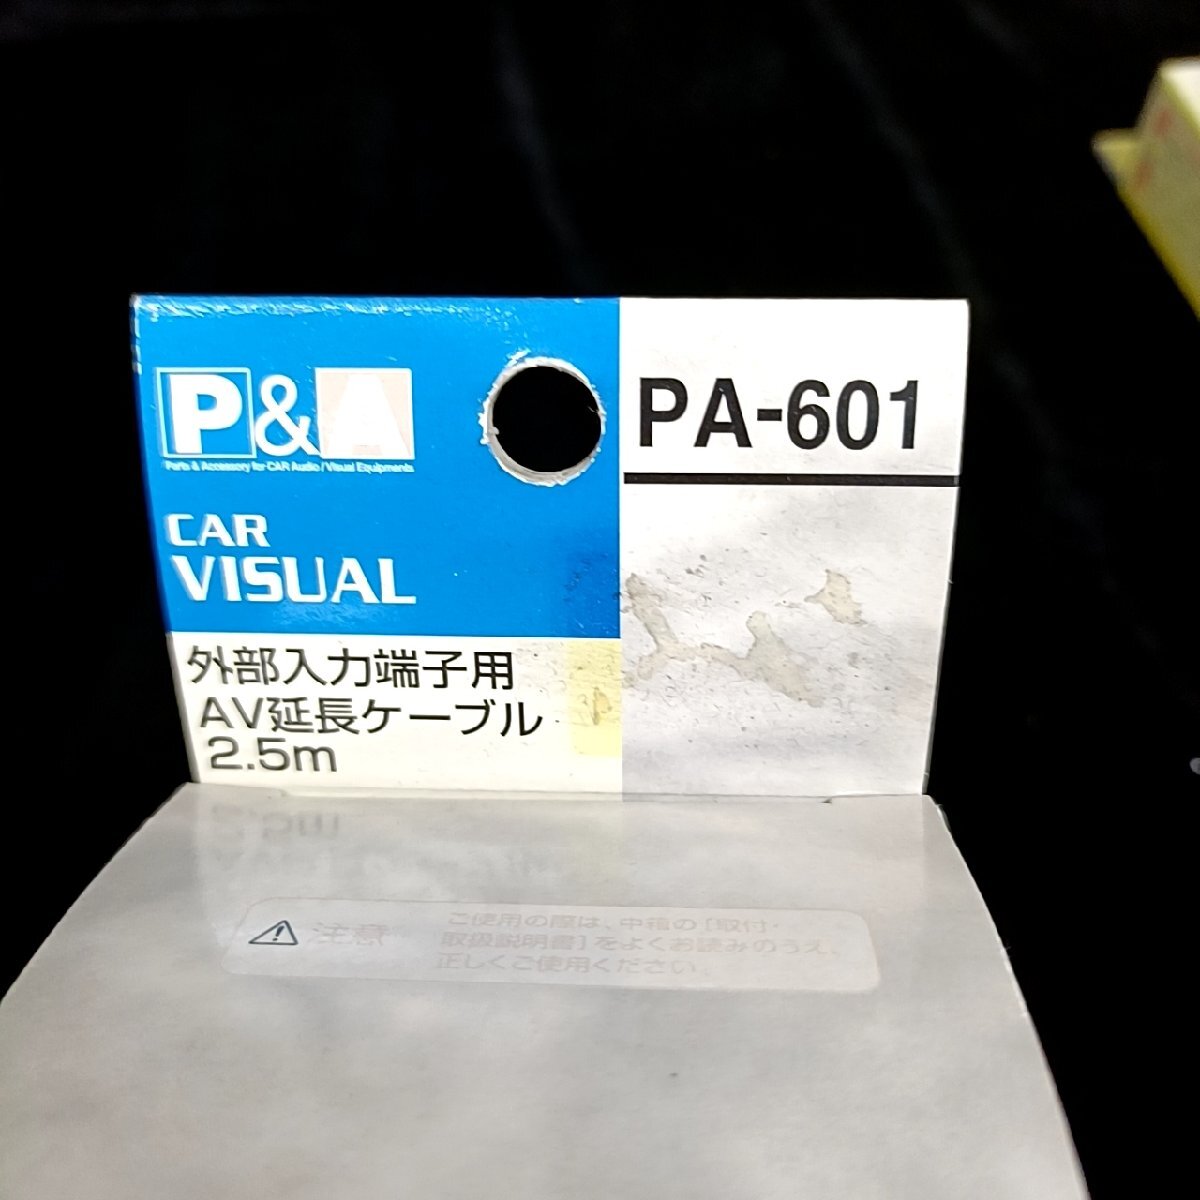 P&A
Parts & Accessory for CAR Audio / Visual Equipments
CAR
VISUAL
外部入力端子用
AV延長ケーブル
2.5m
PA-601
注意
ご使用の際は、中箱の[取付・
取扱説明書]をよくお読みのうえ、
正しくご使用ください。